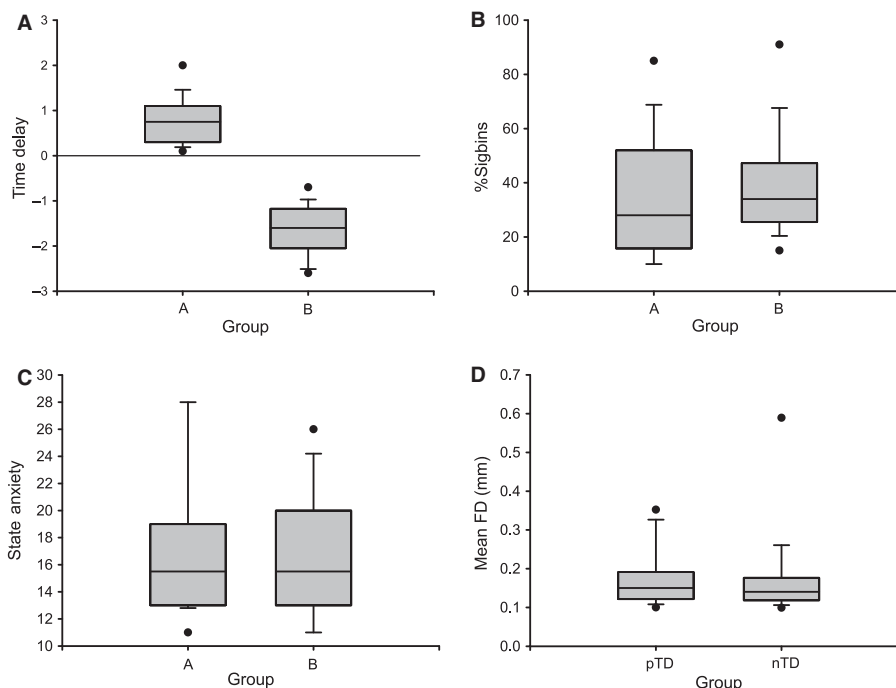 A
3
2
1
0
–1
–2
–3
Time delay
A B
Group
B
100
80
60
40
20
0
%Sigbins
A B
Group
C
30
28
26
24
22
20
18
16
14
12
10
State anxiety
A B
Group
D
0.7
0.6
0.5
0.4
0.3
0.2
0.1
0.0
Mean FD (mm)
pTD nTD
Group